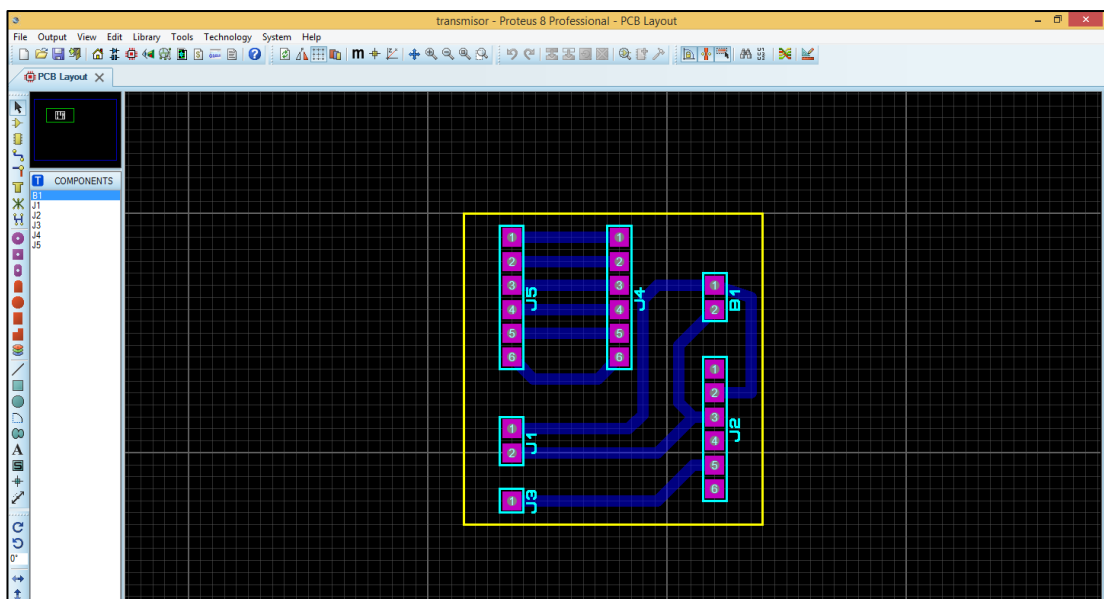 transmisor - Proteus 8 Professional - PCB Layout
File Output View Edit Library Tools Technology System Help
PCB Layout
COMPONENTS
B1
J1
J2
J3
J4
J5
1
2
3
4
5
6
J5
1
2
3
4
5
6
J4
1
2
B1
1
2
3
4
5
6
J2
1
2
J1
1
J3
0°